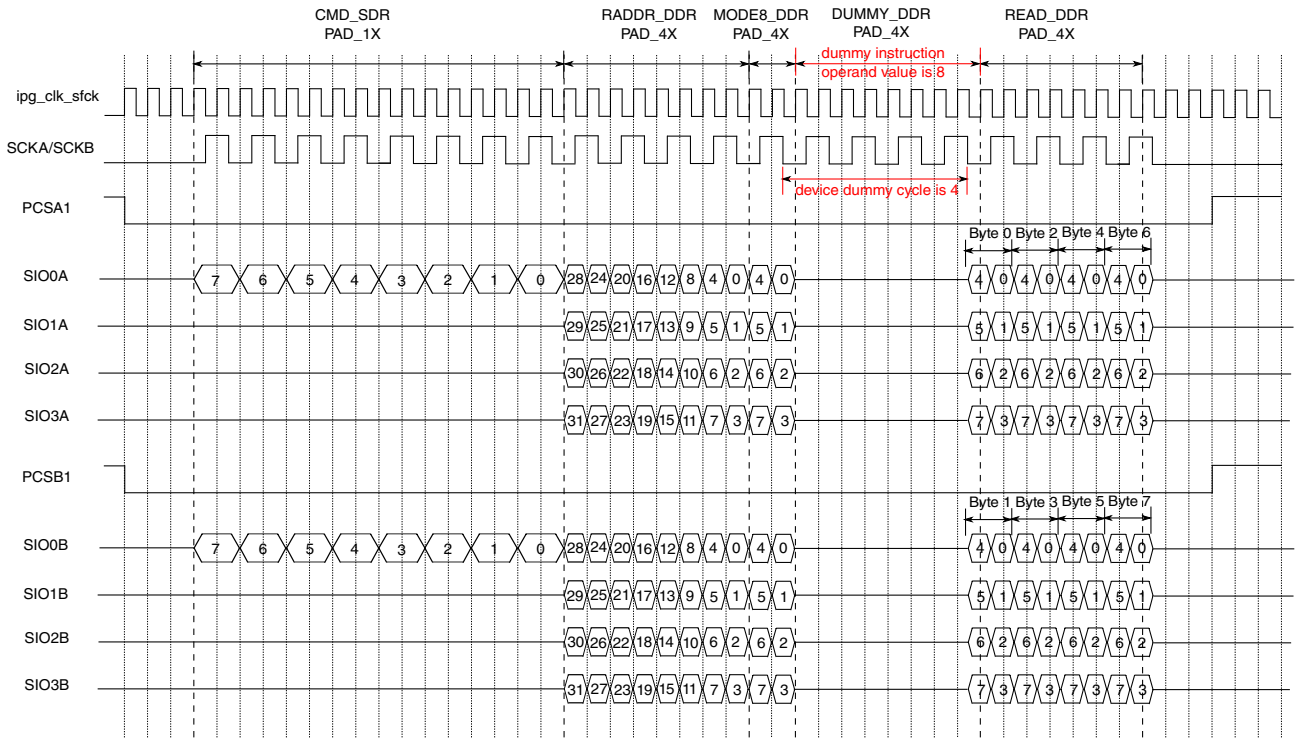 CMD_SDR RADDR_DDR MODE8_DDR DUMMY_DDR READ_DDR
PAD_1X PAD_4X PAD_4X PAD_4X PAD_4X
dummy instruction
operand value is 8
ipg_clk_sfck
SCKA/SCKB
device dummy cycle is 4
PCSA1
Byte 0 Byte 2 Byte 4 Byte 6
SIO0A 7 6 5 4 3 2 1 0 28 24 20 16 12 8 4 0 4 0 4 0 4 0 4 0 4 0
SIO1A 29 25 21 17 13 9 5 1 5 1 5 1 5 1 5 1 5 1
SIO2A 30 26 22 18 14 10 6 2 6 2 6 2 6 2 6 2 6 2
SIO3A 31 27 23 19 15 11 7 3 7 3 7 3 7 3 7 3 7 3
PCSB1
Byte 1 Byte 3 Byte 5 Byte 7
SIO0B 7 6 5 4 3 2 1 0 28 24 20 16 12 8 4 0 4 0 4 0 4 0 4 0 4 0
SIO1B 29 25 21 17 13 9 5 1 5 1 5 1 5 1 5 1 5 1
SIO2B 30 26 22 18 14 10 6 2 6 2 6 2 6 2 6 2 6 2
SIO3B 31 27 23 19 15 11 7 3 7 3 7 3 7 3 7 3 7 3